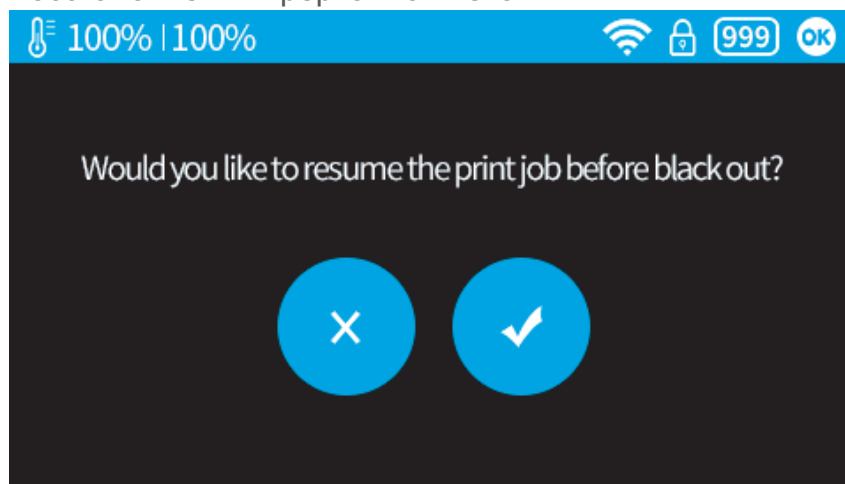 100% | 100% 999 OK
Would you like to resume the print job before black out?